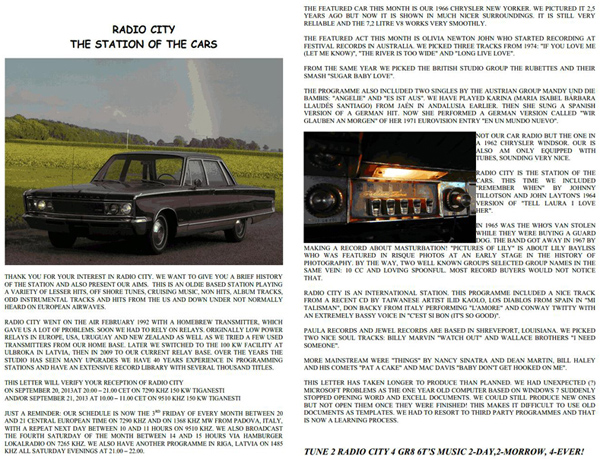 RADIO CITY
THE STATION OF THE CARS
THANK YOU FOR YOUR INTEREST IN RADIO CITY. WE WANT TO GIVE YOU A BRIEF HISTORY
OF THE STATION AND ALSO PRESENT OUR AIMS. THIS IS AN OLDIE BASED STATION PLAYING
A VARIETY OF LESSER HITS, OFF SHORE TUNES, CRUISING MUSIC, NON HITS, ALBUM TRACKS,
ODD INSTRUMENTAL TRACKS AND HITS FROM THE US AND DOWN UNDER NOT NORMALLY
HEARD ON EUROPEAN AIRWAVES.
RADIO CITY WENT ON THE AIR FEBRUARY 1992 WITH A HOMEBREW TRANSMITTER, WHICH
GAVE US A LOT OF PROBLEMS. SOON WE HAD TO RELY ON RELAYS. ORIGINALLY LOW POWER
RELAYS IN EUROPE, USA, URUGUAY AND NEW ZEALAND AS WELL AS WE TRIED A FEW USED
TRANSMITTERS FROM OUR HOME BASE. LATER WE SWITCHED TO THE 100 KW FACILITY AT
ULBROKA IN LATVIA, THEN IN 2009 TO OUR CURRENT RELAY BASE. OVER THE YEARS THE
STUDIO HAS SEEN MANY UPGRADES WE HAVE 40 YEARS EXPERIENCE IN PROGRAMMING
STATIONS AND HAVE AN EXTENSIVE RECORD LIBRARY WITH SEVERAL THOUSAND TITLES.
THIS LETTER WILL VERIFY YOUR RECEPTION OF RADIO CITY
ON SEPTEMBER 20, 2013AT 20.00 – 21.00 CET ON 7290 KHZ 150 KW TIGANESTI
AND/OR SEPTEMBER 21, 2013 AT 10.00 – 11.00 CET ON 9510 KHZ 150 KW TIGANESTI
JUST A REMINDER: OUR SCHEDULE IS NOW THE 3RD FRIDAY OF EVERY MONTH BETWEEN 20
AND 21 CENTRAL EUROPEAN TIME ON 7290 KHZ AND ON 1368 KHZ MW FROM PADOVA, ITALY,
WITH A REPEAT NEXT DAY BETWEEN 10 AND 11 HOURS ON 9510 KHZ. WE ALSO BROADCAST
THE FOURTH SATURDAY OF THE MONTH BETWEEN 14 AND 15 HOURS VIA HAMBURGER
LOKALRADIO ON 7265 KHZ. WE ALSO HAVE ANOTHER PROGRAMME IN RIGA, LATVIA ON 1485
KHZ ALL SATURDAY EVENINGS AT 21.00 – 22.00.
THE FEATURED CAR THIS MONTH IS OUR 1966 CHRYSLER NEW YORKER. WE PICTURED IT 2,5
YEARS AGO BUT NOW IT IS SHOWN IN MUCH NICER SURROUNDINGS. IT IS STILL VERY
RELIABLE AND THE 7,2 LITRE V8 WORKS VERY SMOOTHLY.
THE FEATURED ACT THIS MONTH IS OLIVIA NEWTON JOHN WHO STARTED RECORDING AT
FESTIVAL RECORDS IN AUSTRALIA. WE PICKED THREE TRACKS FROM 1974: "IF YOU LOVE ME
(LET ME KNOW)", "THE RIVER IS TOO WIDE" AND "LONG LIVE LOVE".
FROM THE SAME YEAR WE PICKED THE BRITISH STUDIO GROUP THE RUBETTES AND THEIR
SMASH "SUGAR BABY LOVE".
THE PROGRAMME ALSO INCLUDED TWO SINGLES BY THE AUSTRIAN GROUP MANDY UND DIE
BAMBIS: "ANGELIE" AND "ES IST AUS". WE HAVE PLAYED KARINA (MARIA ISABEL BÁRBARA
LLAUDÉS SANTIAGO) FROM JAÉN IN ANDALUSIA EARLIER. THEN SHE SUNG A SPANISH
VERSION OF A GERMAN HIT. NOW SHE PERFORMED A GERMAN VERSION CALLED "WIR
GLAUBEN AN MORGEN" OF HER 1971 EUROVISION ENTRY "EN UN MUNDO NUEVO".
NOT OUR CAR RADIO BUT THE ONE IN
A 1962 CHRYSLER WINDSOR. OUR IS
ALSO AM ONLY EQUIPPED WITH
TUBES, SOUNDING VERY NICE.
RADIO CITY IS THE STATION OF THE
CARS. THIS TIME WE INCLUDED
"REMEMBER WHEN" BY JOHNNY
TILLOTSON AND JOHN LAYTON'S 1964
VERSION OF "TELL LAURA I LOVE
HER".
IN 1965 WAS THE WHO'S VAN STOLEN
WHILE THEY WERE BUYING A GUARD
DOG. THE BAND GOT AWAY IN 1967 BY
MAKING A RECORD ABOUT MASTURBATION! "PICTURES OF LILY" IS ABOUT LILY BAYLISS
WHO WAS FEATURED IN RISQUE PHOTOS AT AN EARLY STAGE IN THE HISTORY OF
PHOTOGRAPHY. BY THE WAY, TWO WELL KNOWN GROUPS SELECTED GROUP NAMES IN THE
SAME VEIN: 10 CC AND LOVING SPOONFUL. MOST RECORD BUYERS WOULD NOT NOTICE
THAT.
RADIO CITY IS AN INTERNATIONAL STATION. THIS PROGRAMME INCLUDED A NICE TRACK
FROM A RECENT CD BY TAIWANESE ARTIST ILID KAOLO, LOS DIABLOS FROM SPAIN IN "MI
TALISMAN", DON BACKY FROM ITALY PERFORMING "L'AMORE" AND CONWAY TWITTY WITH
AN EXTREMELY BASSY VOICE IN "C'EST SI BON (IT'S SO GOOD)".
PAULA RECORDS AND JEWEL RECORDS ARE BASED IN SHREVEPORT, LOUISIANA. WE PICKED
TWO NICE SOUL TRACKS: BILLY MARVIN "WATCH OUT" AND WALLACE BROTHERS "I NEED
SOMEONE".
MORE MAINSTREAM WERE "THINGS" BY NANCY SINATRA AND DEAN MARTIN, BILL HALEY
AND HIS COMETS "PAT A CAKE" AND MAC DAVIS "BABY DON'T GET HOOKED ON ME".
THIS LETTER HAS TAKEN LONGER TO PRODUCE THAN PLANNED. WE HAD UNEXPECTED (?)
MICROSOFT PROBLEMS AS THE ONE YEAR OLD COMPUTER BASED ON WINDOWS 7 SUDDENLY
STOPPED OPENING WORD AND EXCELL DOCUMENTS. WE COULD STILL PRODUCE NEW ONES
BUT NOT OPEN THEM ONCE THEY WERE FINISHED! THIS MAKES IT DIFFICULT TO USE OLD
DOCUMENTS AS TEMPLATES. WE HAD TO RESORT TO THIRD PARTY PROGRAMMES AND THAT
IS NOW A LEARNING PROCESS.
TUNE 2 RADIO CITY 4 GR8 6T'S MUSIC 2-DAY,2-MORROW, 4-EVER!